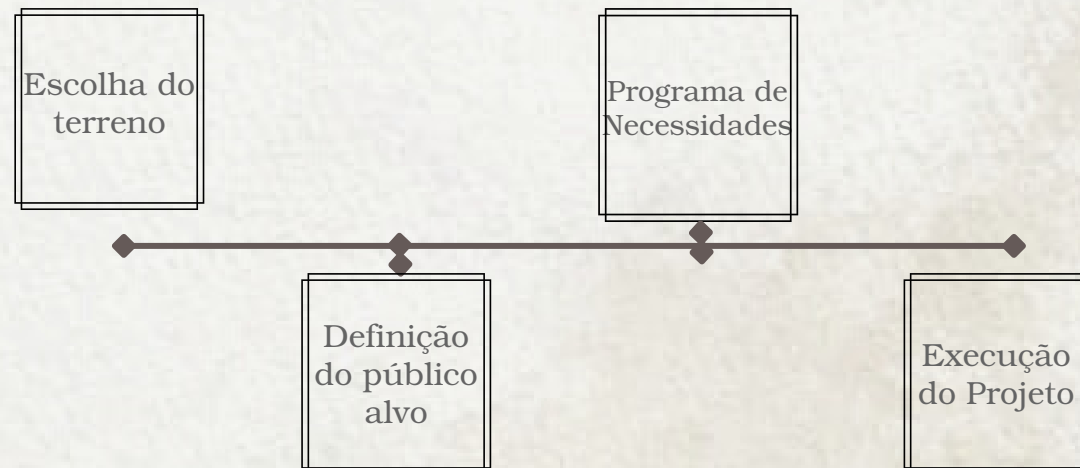 Escolha do
terreno
Definição
do público
alvo
Programa de
Necessidades
Execução
do Projeto